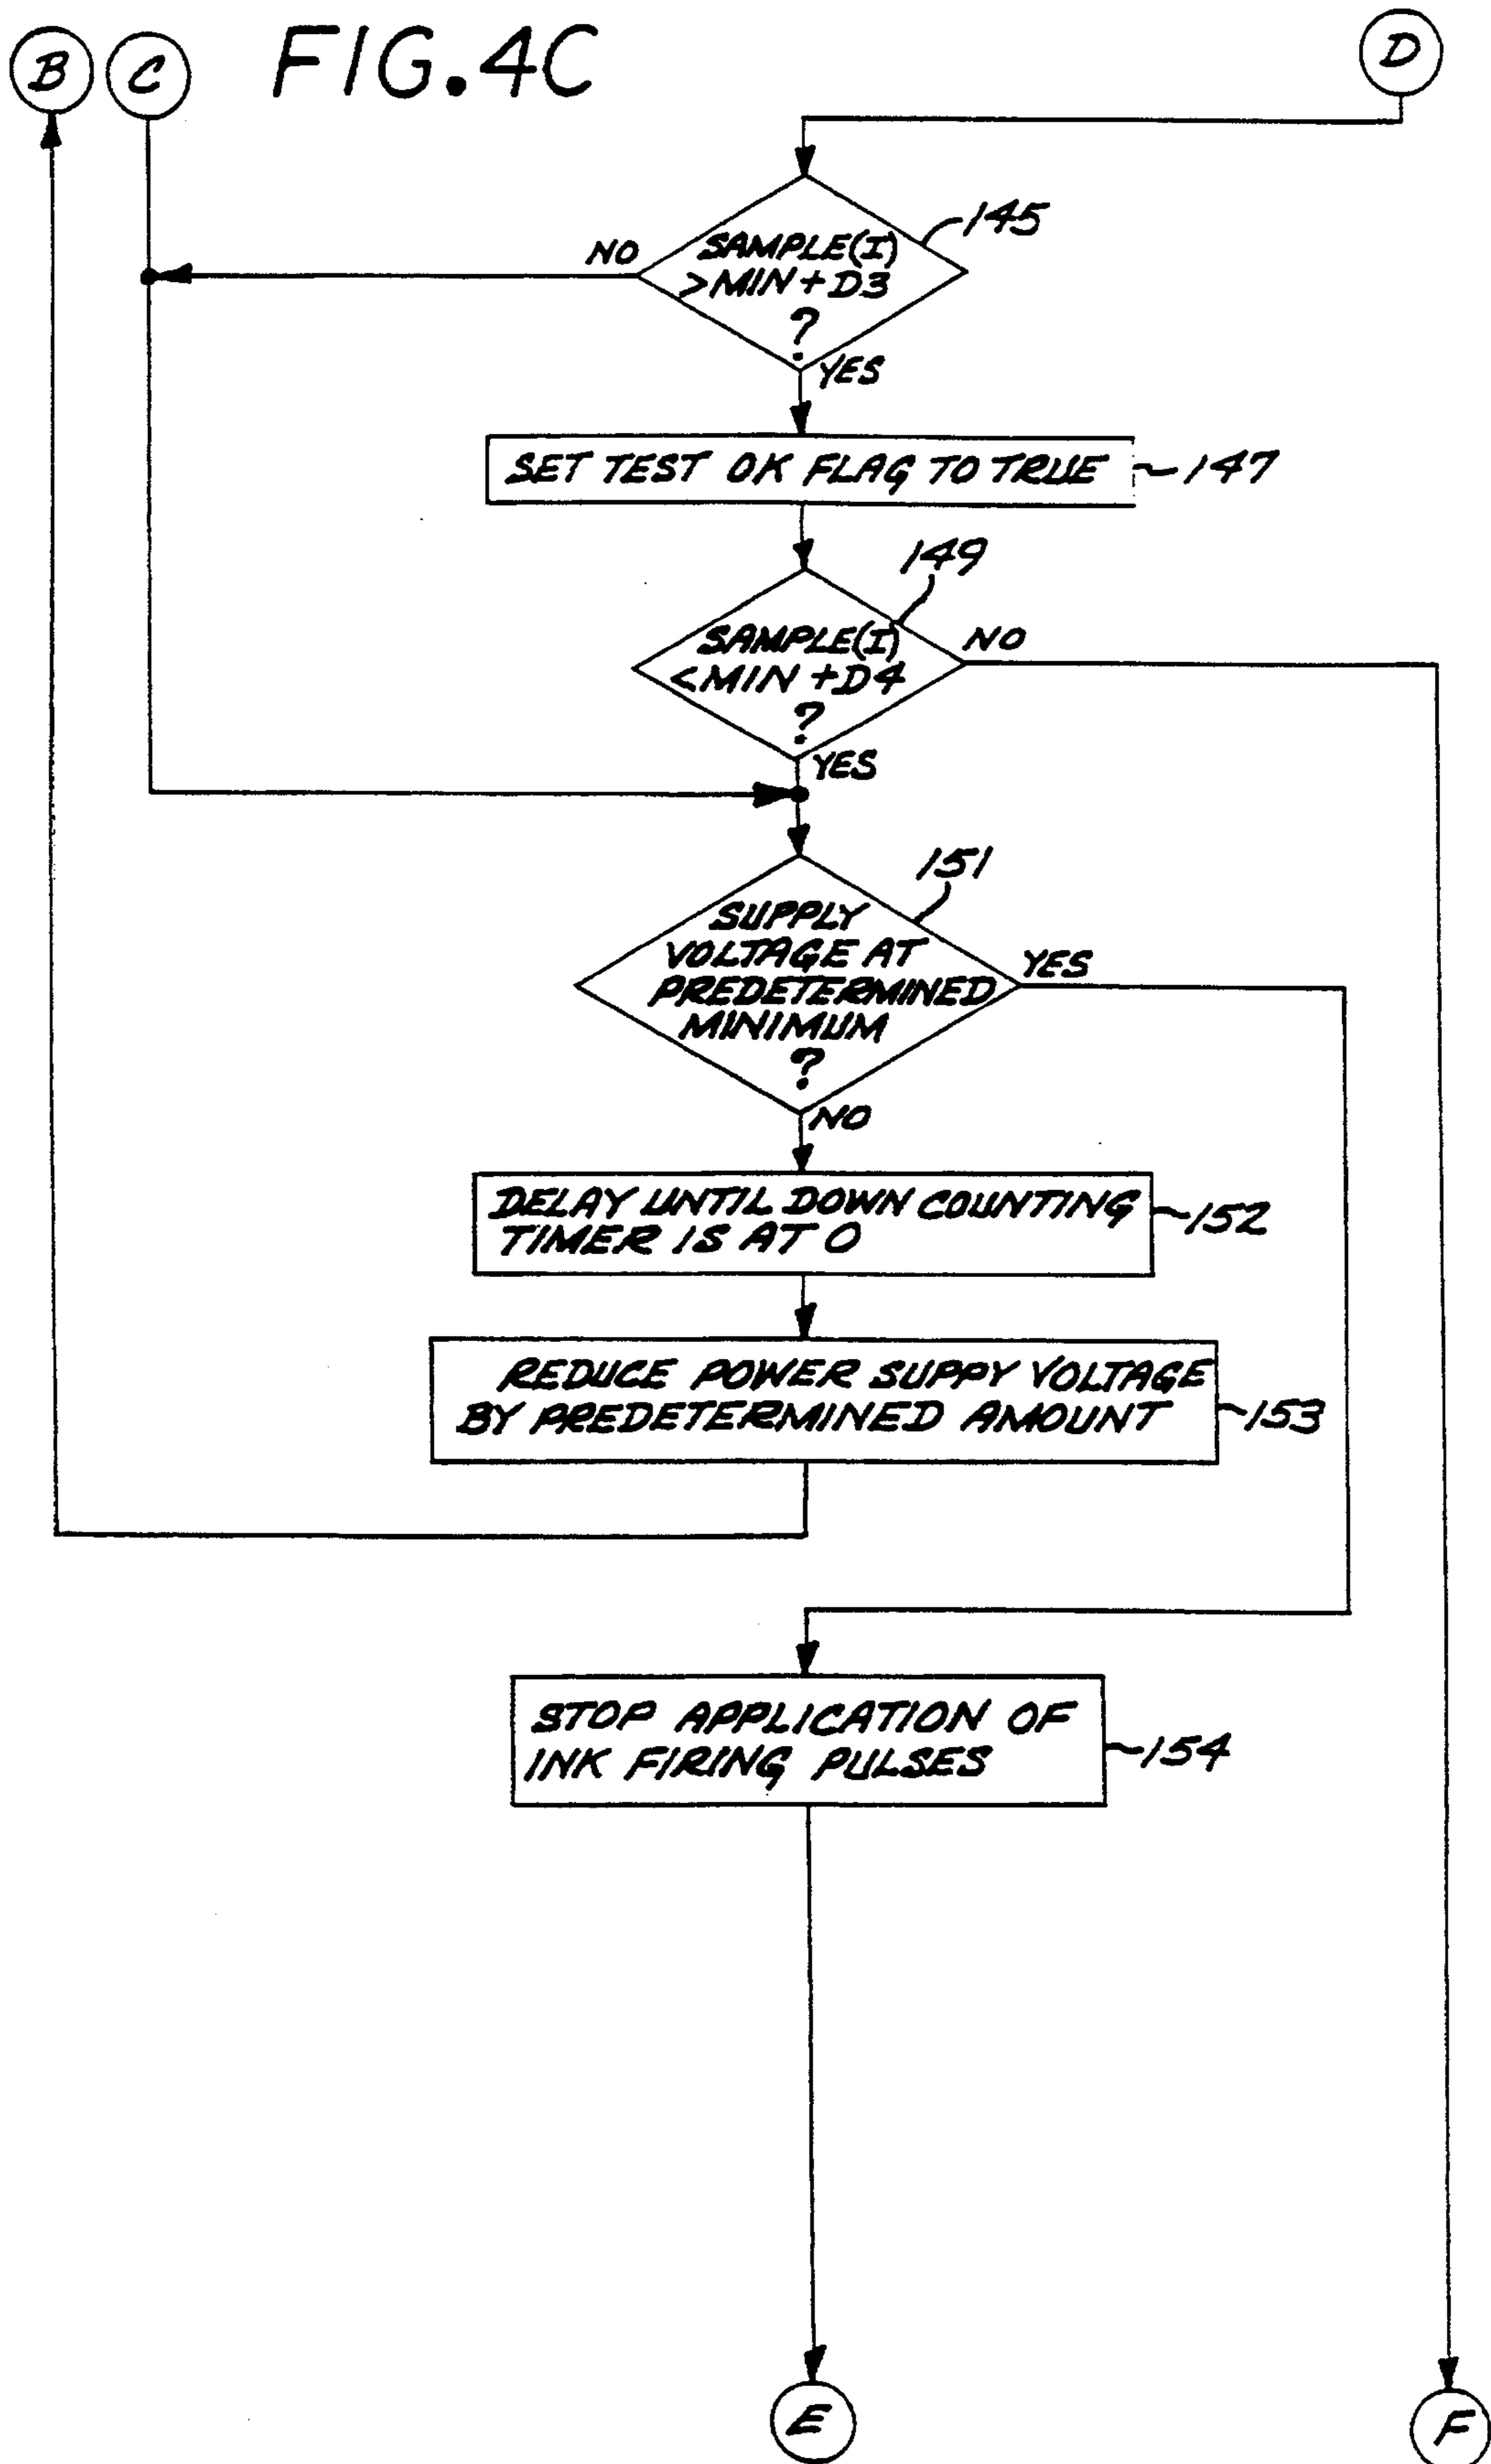 B
C
FIG.4C
D
145
NO
SAMPLE(I)
>MIN+D3
?
YES
SET TEST OK FLAG TO TRUE
147
149
SAMPLE(I)
<MIN +D4
?
NO
YES
151
SUPPLY
VOLTAGE AT
PREDETERMINED
MINIMUM
?
YES
NO
DELAY UNTIL DOWN COUNTING
TIMER IS AT 0
152
REDUCE POWER SUPPY VOLTAGE
BY PREDETERMINED AMOUNT
153
STOP APPLICATION OF
INK FIRING PULSES
154
E
F